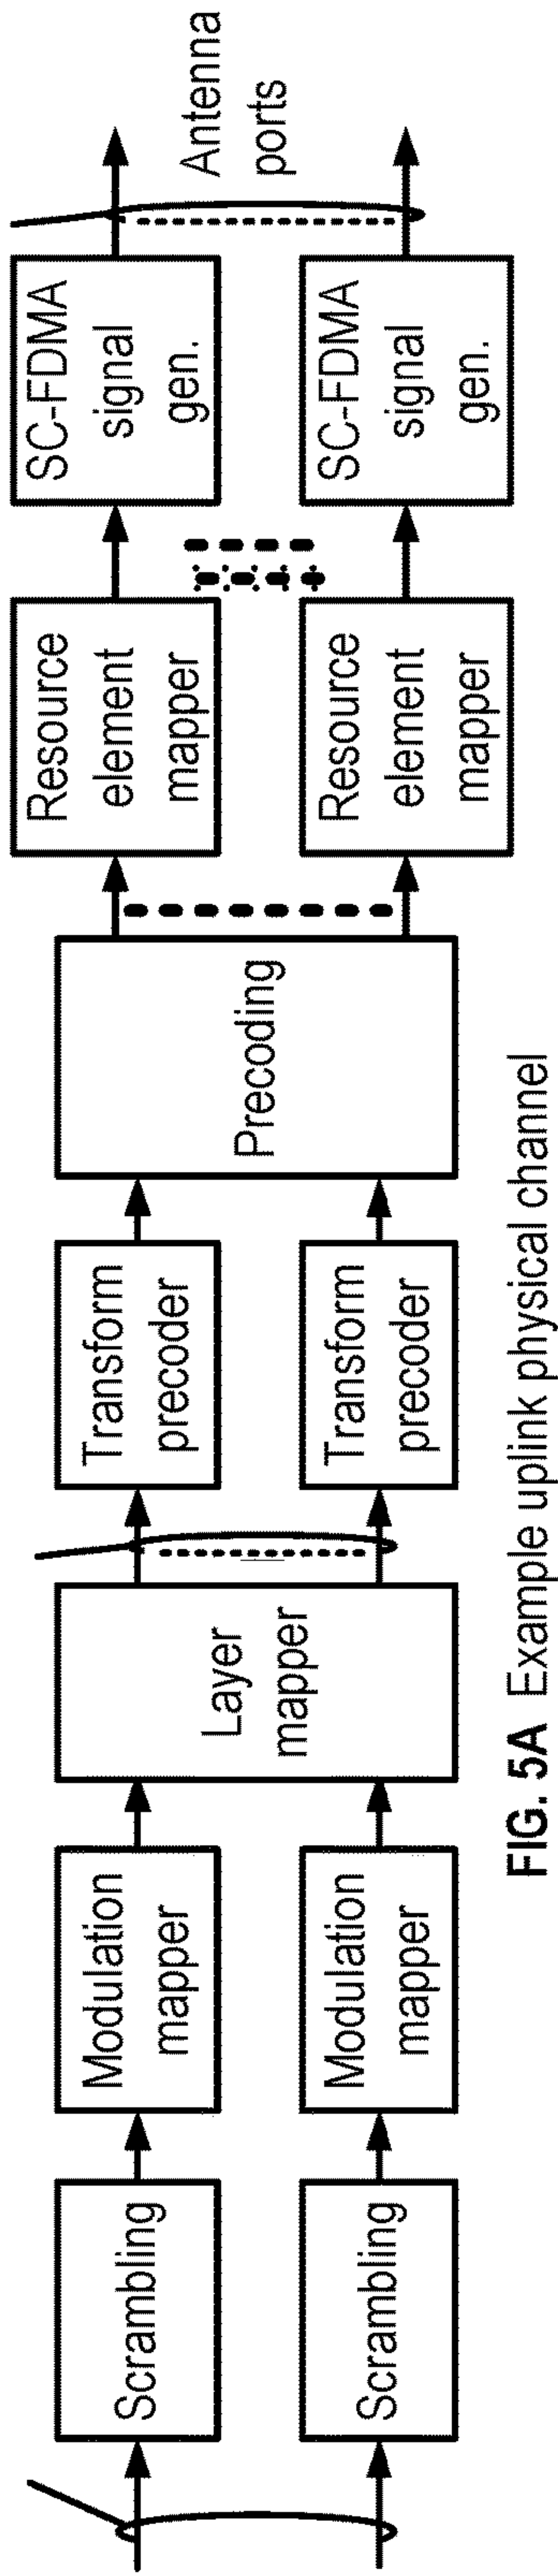 Scrambling
Scrambling
Modulation
mapper
Modulation
mapper
Layer
mapper
Transform
precoder
Transform
precoder
Precoding
Resource
element
mapper
Resource
element
mapper
SC-FDMA
signal
gen.
SC-FDMA
signal
gen.
Antenna
ports
FIG. 5A Example uplink physical channel